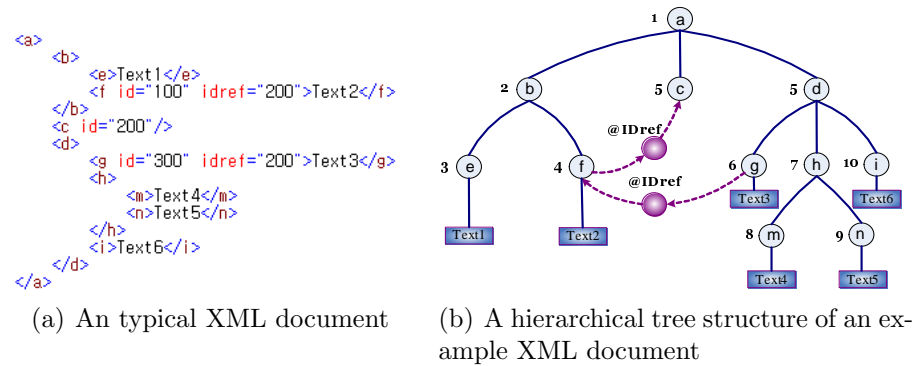 <a>
<b>
<e>Text1</e>
<f id="100" idref="200">Text2</f>
</b>
<c id="200"/>
<d>
<g id="300" idref="200">Text3</g>
<h>
<m>Text4</m>
<n>Text5</n>
</h>
<i>Text6</i>
</d>
</a>
(a) An typical XML document
1 a
2 b
5 c
5 d
@IDref
3 e
4 f
@IDref
6 g
7 h
10 i
Text3
Text6
Text1
Text2
8 m
9 n
Text4
Text5
(b) A hierarchical tree structure of an ex-
ample XML document